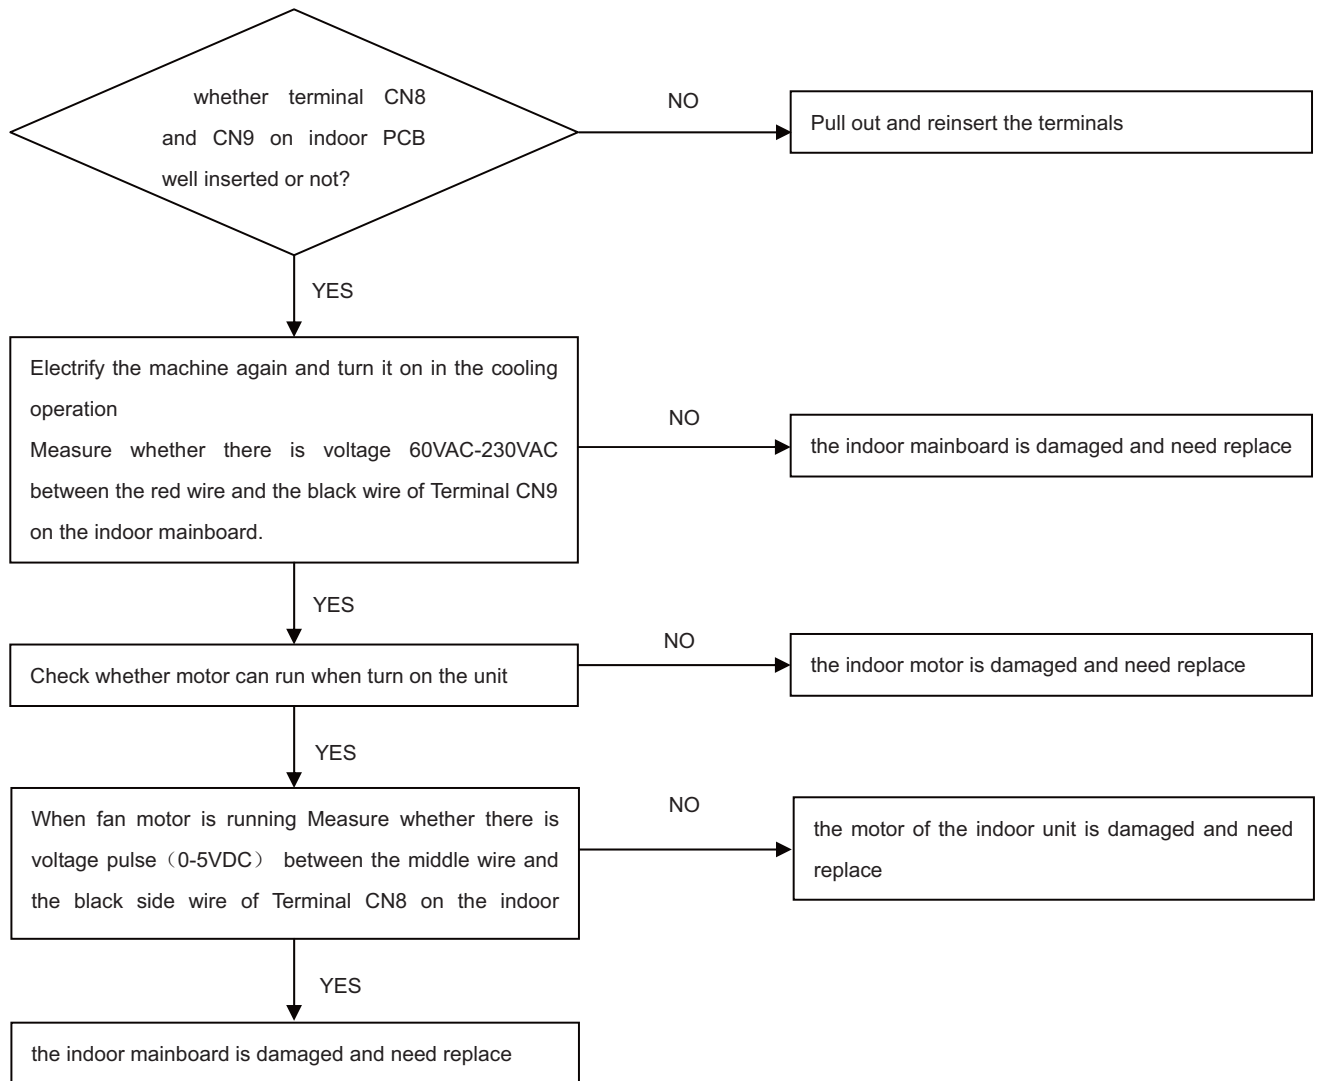 whether terminal CN8
and CN9 on indoor PCB
well inserted or not?
NO
Pull out and reinsert the terminals
YES
Electrify the machine again and turn it on in the cooling
operation
Measure whether there is voltage 60VAC-230VAC
between the red wire and the black wire of Terminal CN9
on the indoor mainboard.
NO
the indoor mainboard is damaged and need replace
YES
Check whether motor can run when turn on the unit
NO
the indoor motor is damaged and need replace
YES
When fan motor is running Measure whether there is
voltage pulse（0-5VDC） between the middle wire and
the black side wire of Terminal CN8 on the indoor
NO
the motor of the indoor unit is damaged and need
replace
YES
the indoor mainboard is damaged and need replace